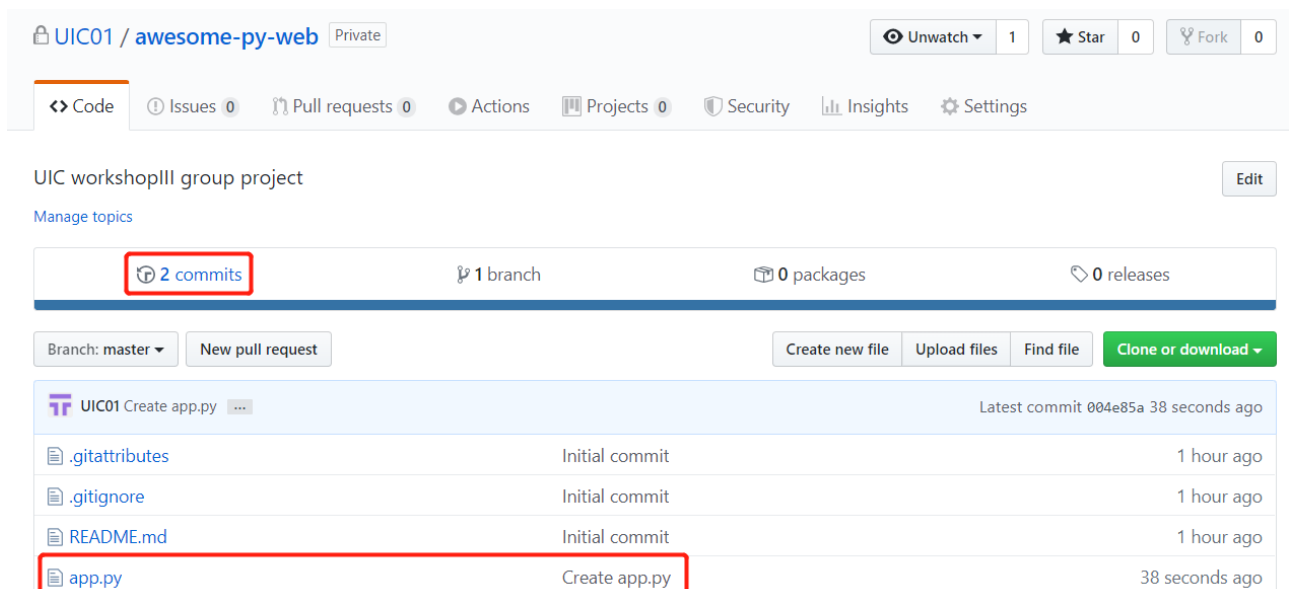 UIC01 / awesome-py-web Private Unwatch 1 Star 0 Fork 0
Code Issues 0 Pull requests 0 Actions Projects 0 Security Insights Settings
UIC workshopIII group project Edit
Manage topics
2 commits 1 branch 0 packages 0 releases
Branch: master New pull request Create new file Upload files Find file Clone or download
UIC01 Create app.py ... Latest commit 004e85a 38 seconds ago
.gitattributes Initial commit 1 hour ago
.gitignore Initial commit 1 hour ago
README.md Initial commit 1 hour ago
app.py Create app.py 38 seconds ago